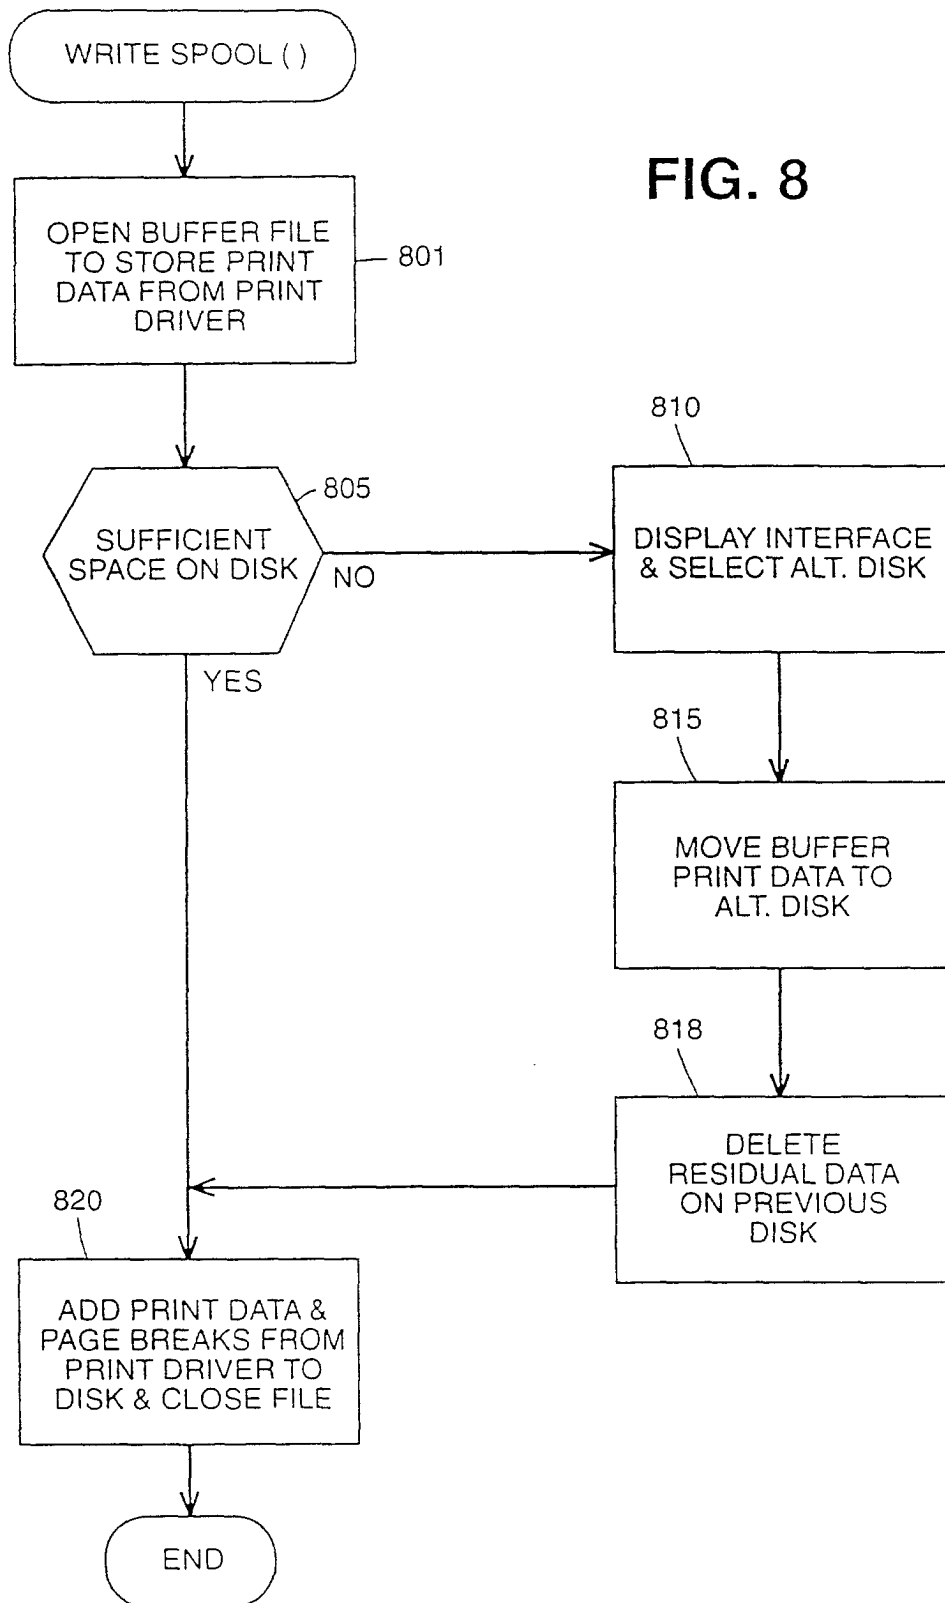 WRITE SPOOL ( )
FIG. 8
OPEN BUFFER FILE
TO STORE PRINT
DATA FROM PRINT
DRIVER
801
805
SUFFICIENT
SPACE ON DISK
NO
YES
810
DISPLAY INTERFACE
& SELECT ALT. DISK
815
MOVE BUFFER
PRINT DATA TO
ALT. DISK
818
DELETE
RESIDUAL DATA
ON PREVIOUS
DISK
820
ADD PRINT DATA &
PAGE BREAKS FROM
PRINT DRIVER TO
DISK & CLOSE FILE
END